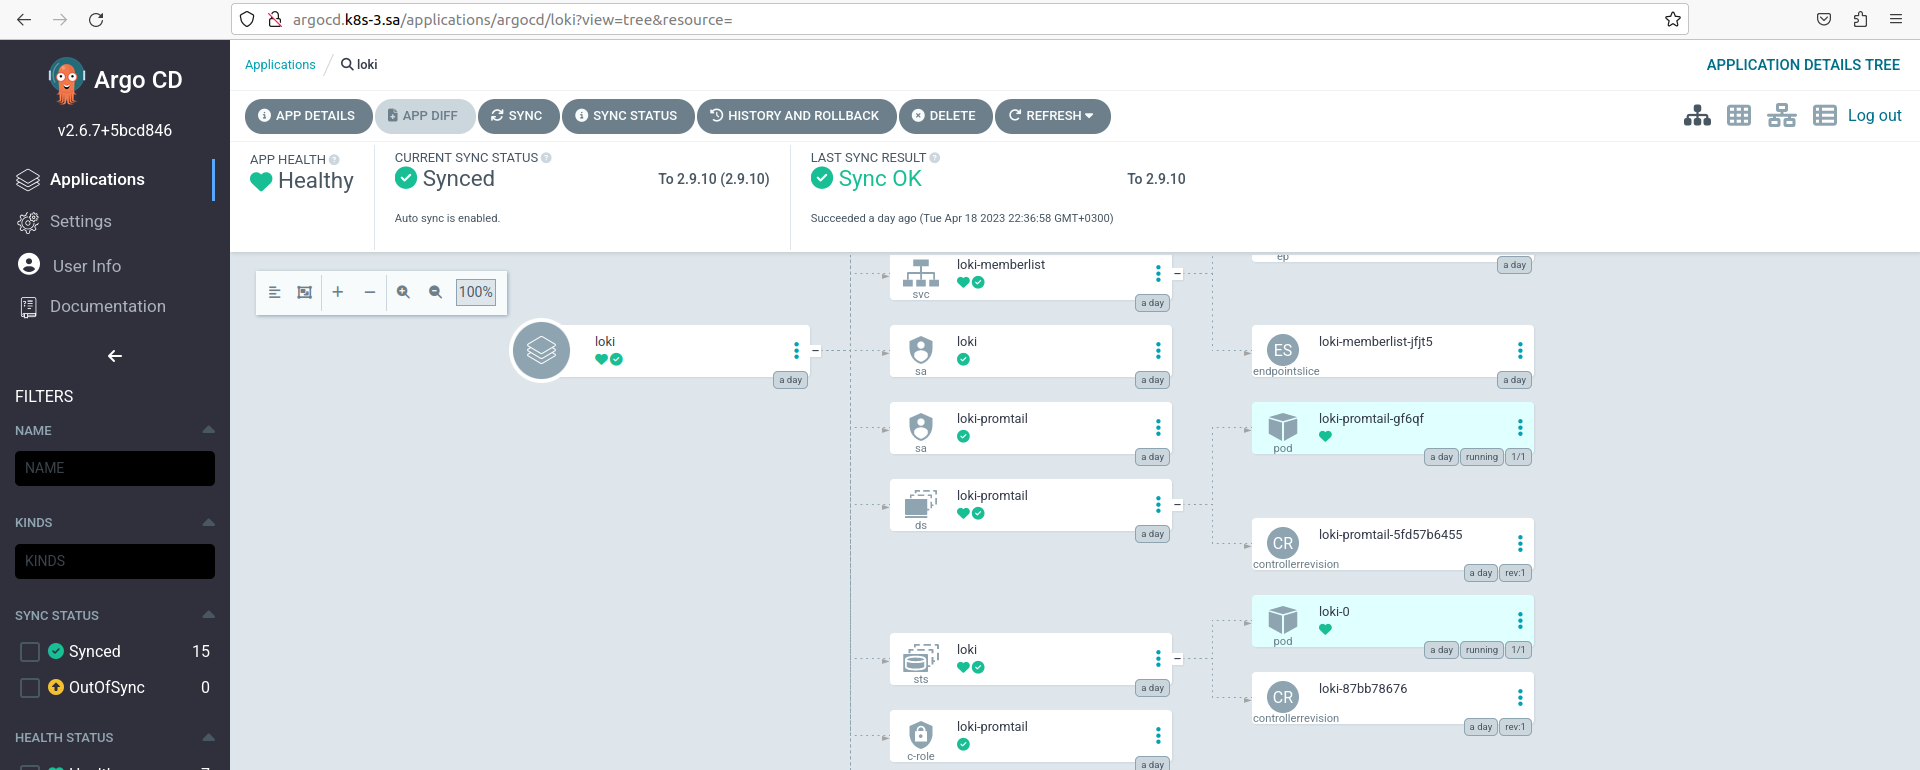 argocd.k8s-3.sa/applications/argocd/loki?view=tree&resource=
Argo CD
v2.6.7+5bcd846
Applications
Settings
User Info
Documentation
FILTERS
NAME
NAME
KINDS
KINDS
SYNC STATUS
Synced 15
OutOfSync 0
HEALTH STATUS
Applications / loki
APPLICATION DETAILS TREE
APP DETAILS
APP DIFF
SYNC
SYNC STATUS
HISTORY AND ROLLBACK
DELETE
REFRESH
Log out
APP HEALTH
Healthy
CURRENT SYNC STATUS
Synced
To 2.9.10 (2.9.10)
Auto sync is enabled.
LAST SYNC RESULT
Sync OK
To 2.9.10
Succeeded a day ago (Tue Apr 18 2023 22:36:58 GMT+0300)
100%
loki
a day
loki-memberlist
svc
a day
loki
sa
a day
loki-promtail
sa
a day
loki-promtail
ds
a day
loki
sts
a day
loki-promtail
c-role
a day
ep
a day
loki-memberlist-jfjt5
ES
endpointslice
a day
loki-promtail-gf6qf
pod
a day running 1/1
loki-promtail-5fd57b6455
CR
controllerrevision
a day rev:1
loki-0
pod
a day running 1/1
loki-87bb78676
CR
controllerrevision
a day rev:1